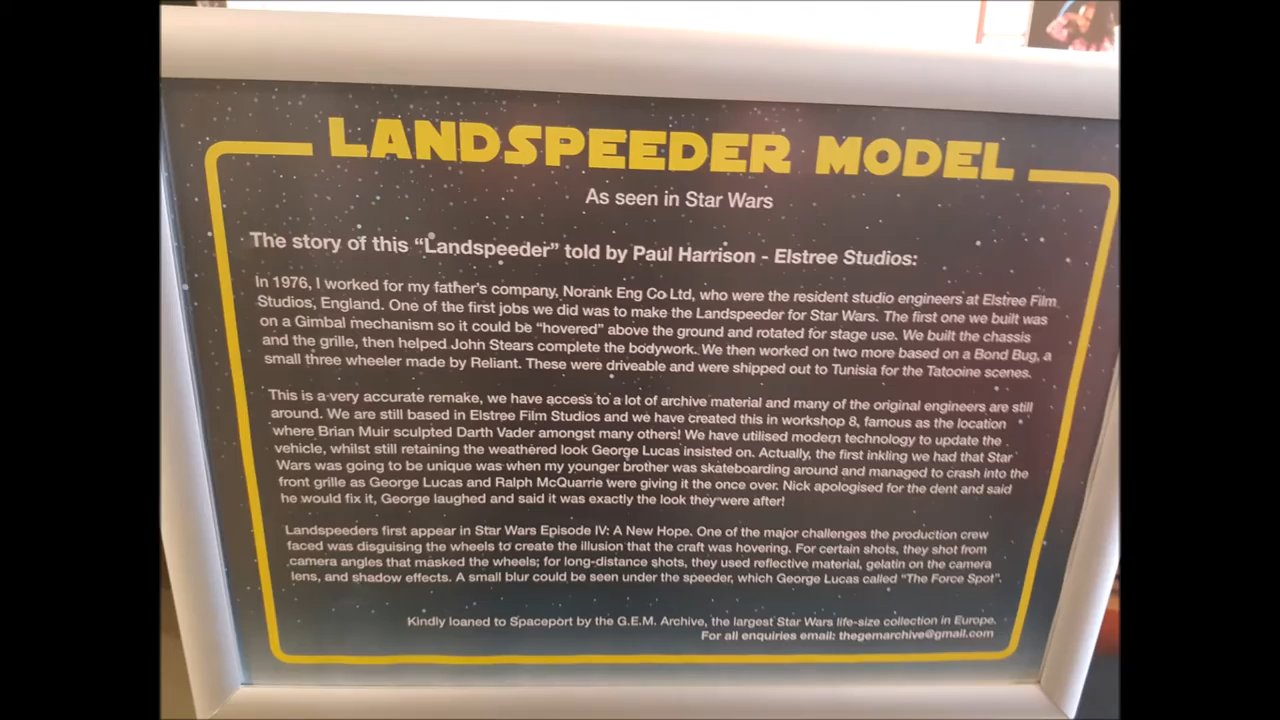 LANDSPEEDER MODEL
As seen in Star Wars
The story of this “Landspeeder” told by Paul Harrison - Elstree Studios:
In 1976, I worked for my father's company, Norank Eng Co Ltd, who were the resident studio engineers at Elstree Film
Studios, England. One of the first jobs we did was to make the Landspeeder for Star Wars. The first one we built was
on a Gimbal mechanism so it could be “hovered” above the ground and rotated for stage use. We built the chassis
and the grille, then helped John Stears complete the bodywork. We then worked on two more based on a Bond Bug, a
small three wheeler made by Reliant. These were driveable and were shipped out to Tunisia for the Tatooine scenes.
This is a very accurate remake, we have access to a lot of archive material and many of the original engineers are still
around. We are still based in Elstree Film Studios and we have created this in workshop 8, famous as the location
where Brian Muir sculpted Darth Vader amongst many others! We have utilised modern technology to update the
vehicle, whilst still retaining the weathered look George Lucas insisted on. Actually, the first inkling we had that Star
Wars was going to be unique was when my younger brother was skateboarding around and managed to crash into the
front grille as George Lucas and Ralph McQuarrie were giving it the once over. Nick apologised for the dent and said
he would fix it, George laughed and said it was exactly the look they were after!
Landspeeders first appear in Star Wars Episode IV: A New Hope. One of the major challenges the production crew
faced was disguising the wheels to create the illusion that the craft was hovering. For certain shots, they shot from
camera angles that masked the wheels; for long-distance shots, they used reflective material, gelatin on the camera
lens, and shadow effects. A small blur could be seen under the speeder, which George Lucas called “The Force Spot”.
Kindly loaned to Spaceport by the G.E.M. Archive, the largest Star Wars life-size collection in Europe.
For all enquiries email: thegemarchive@gmail.com